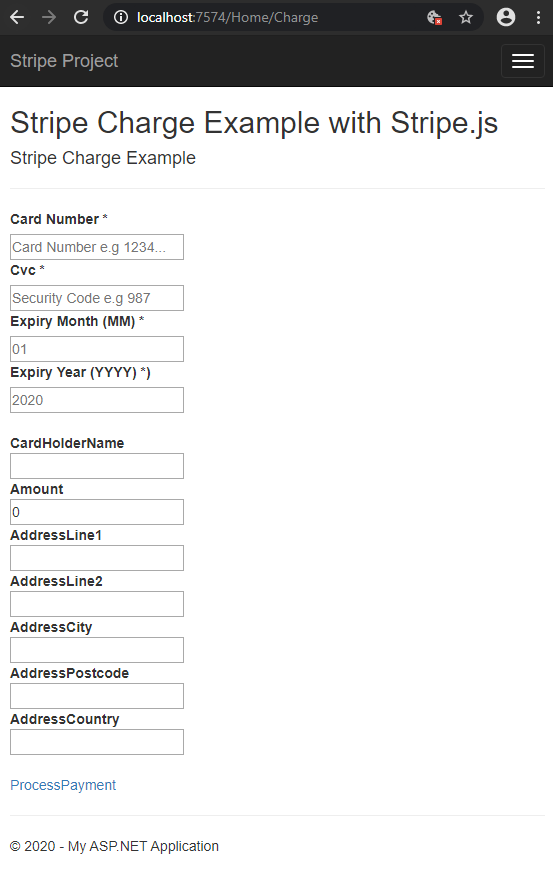 localhost:7574/Home/Charge
Stripe Project
Stripe Charge Example with Stripe.js
Stripe Charge Example
Card Number *
Card Number e.g 1234...
Cvc *
Security Code e.g 987
Expiry Month (MM) *
01
Expiry Year (YYYY) *)
2020
CardHolderName
Amount
0
AddressLine1
AddressLine2
AddressCity
AddressPostcode
AddressCountry
ProcessPayment
© 2020 - My ASP.NET Application